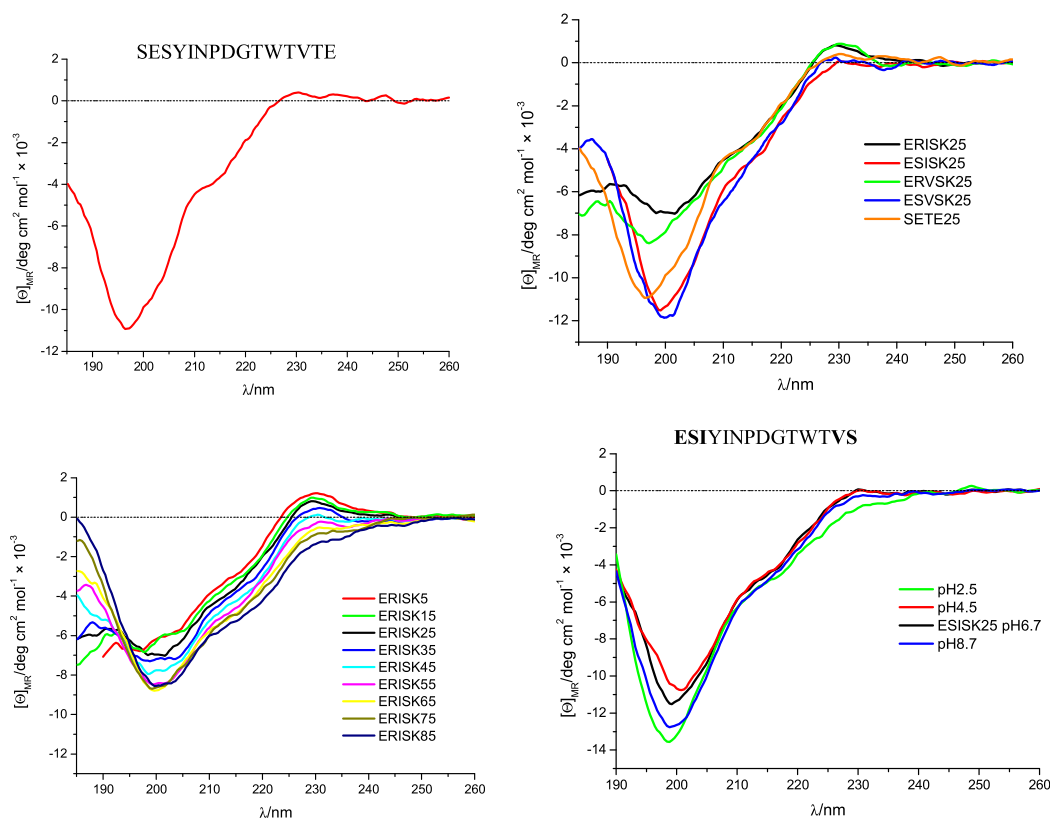 SESYINPDGTWTVTE
[Θ]MR/deg cm² mol⁻¹ × 10⁻³
2
0
-2
-4
-6
-8
-10
-12
190 200 210 220 230 240 250 260
λ/nm
[Θ]MR/deg cm² mol⁻¹ × 10⁻³
2
0
-2
-4
-6
-8
-10
-12
190 200 210 220 230 240 250 260
λ/nm
ERISK25
ESISK25
ERVSK25
ESVSK25
SETE25
[Θ]MR/deg cm² mol⁻¹ × 10⁻³
2
0
-2
-4
-6
-8
-10
-12
190 200 210 220 230 240 250 260
λ/nm
ERISK5
ERISK15
ERISK25
ERISK35
ERISK45
ERISK55
ERISK65
ERISK75
ERISK85
ESIYINPDGTWTVS
[Θ]MR/deg cm² mol⁻¹ × 10⁻³
2
0
-2
-4
-6
-8
-10
-12
-14
190 200 210 220 230 240 250 260
λ/nm
pH2.5
pH4.5
ESISK25 pH6.7
pH8.7